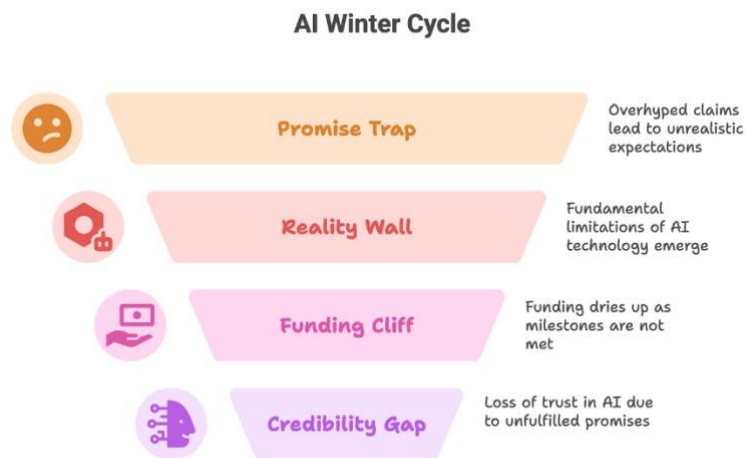 AI Winter Cycle
Promise Trap
Overhyped claims
lead to unrealistic
expectations
Reality Wall
Fundamental
limitations of AI
technology emerge
Funding Cliff
Funding dries up as
milestones are not
met
Credibility Gap
Loss of trust in AI due
to unfulfilled promises